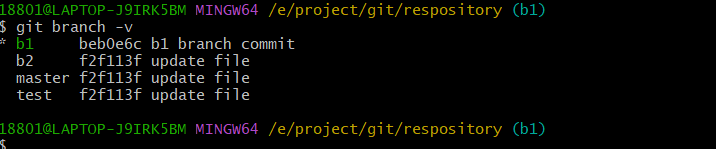 18801@LAPTOP-J9IRK5BM MINGW64 /e/project/git/respository (b1)
$ git branch -v
* b1     beb0e6c b1 branch commit
  b2     f2f113f update file
  master f2f113f update file
  test   f2f113f update file
18801@LAPTOP-J9IRK5BM MINGW64 /e/project/git/respository (b1)
$